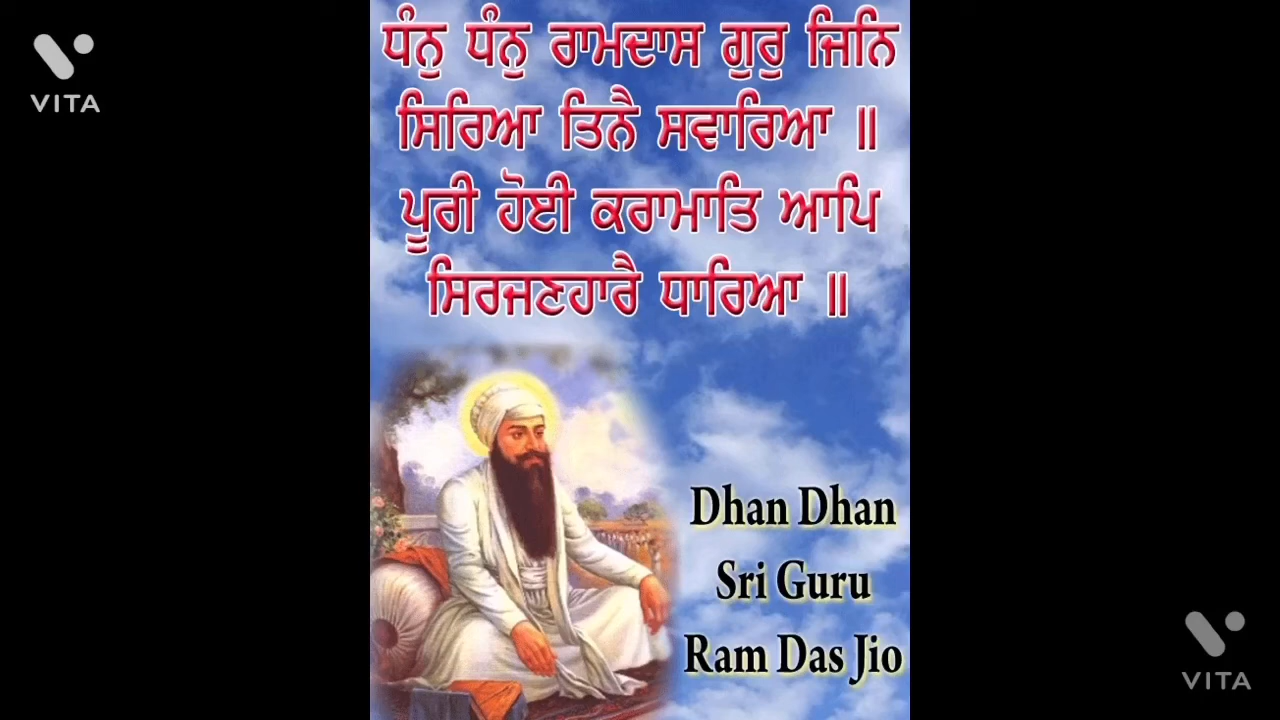 VITA
ਧੰਨੁ ਧੰਨੁ ਰਾਮਦਾਸ ਗੁਰੁ ਜਿਨਿ
ਸਿਰਿਆ ਤਿਨੈ ਸਵਾਰਿਆ ॥
ਪੂਰੀ ਹੋਈ ਕਰਾਮਾਤਿ ਆਪਿ
ਸਿਰਜਣਹਾਰੈ ਧਾਰਿਆ ॥
Dhan Dhan
Sri Guru
Ram Das Jio
VITA